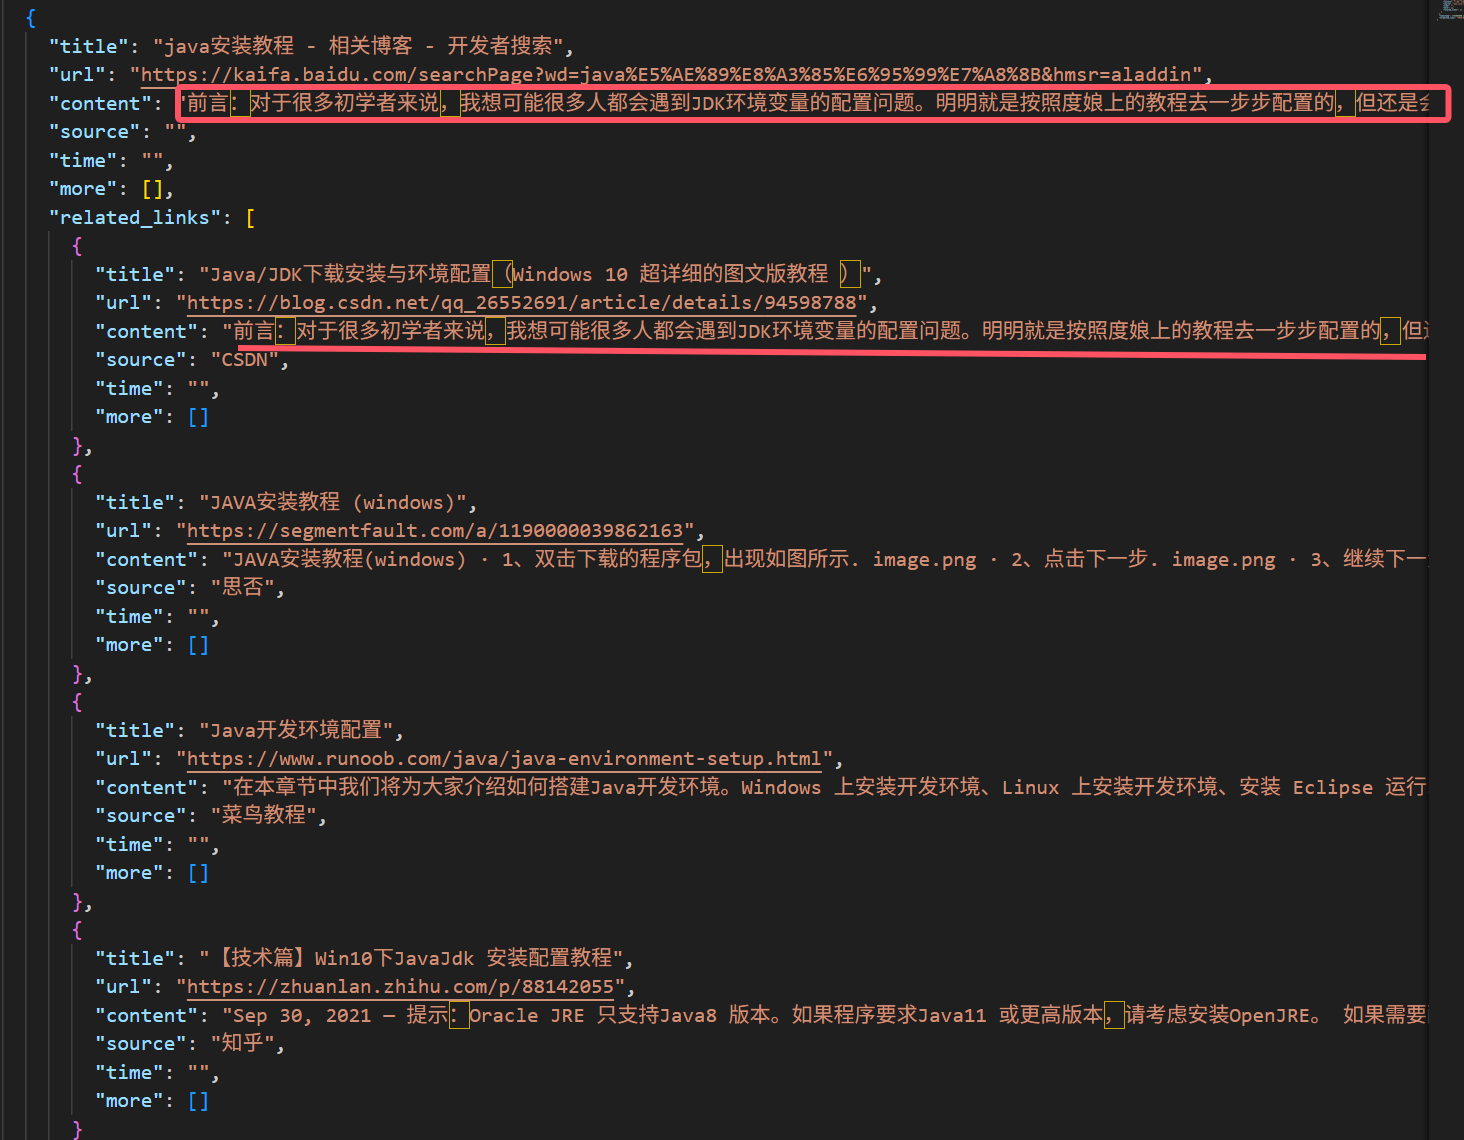 {
"title": "java安装教程 - 相关博客 - 开发者搜索",
"url": "https://kaifa.baidu.com/searchPage?wd=java%E5%AE%89%E8%A3%85%E6%95%99%E7%A8%8B&hmsr=aladdin",
"content": "前言：对于很多初学者来说，我想可能很多人都会遇到JDK环境变量的配置问题。明明就是按照度娘上的教程去一步步配置的，但还是会
"source": "",
"time": "",
"more": [],
"related_links": [
{
"title": "Java/JDK下载安装与环境配置（Windows 10 超详细的图文版教程 ）",
"url": "https://blog.csdn.net/qq_26552691/article/details/94598788",
"content": "前言：对于很多初学者来说，我想可能很多人都会遇到JDK环境变量的配置问题。明明就是按照度娘上的教程去一步步配置的，但还
"source": "CSDN",
"time": "",
"more": []
},
{
"title": "JAVA安装教程 (windows)",
"url": "https://segmentfault.com/a/1190000039862163",
"content": "JAVA安装教程(windows) · 1、双击下载的程序包，出现如图所示. image.png · 2、点击下一步. image.png · 3、继续下一步
"source": "思否",
"time": "",
"more": []
},
{
"title": "Java开发环境配置",
"url": "https://www.runoob.com/java/java-environment-setup.html",
"content": "在本章节中我们将为大家介绍如何搭建Java开发环境。Windows 上安装开发环境、Linux 上安装开发环境、安装 Eclipse 运行
"source": "菜鸟教程",
"time": "",
"more": []
},
{
"title": "【技术篇】Win10下JavaJdk 安装配置教程",
"url": "https://zhuanlan.zhihu.com/p/88142055",
"content": "Sep 30, 2021 — 提示：Oracle JRE 只支持Java8 版本。如果程序要求Java11 或更高版本，请考虑安装OpenJRE。 如果需要
"source": "知乎",
"time": "",
"more": []
}